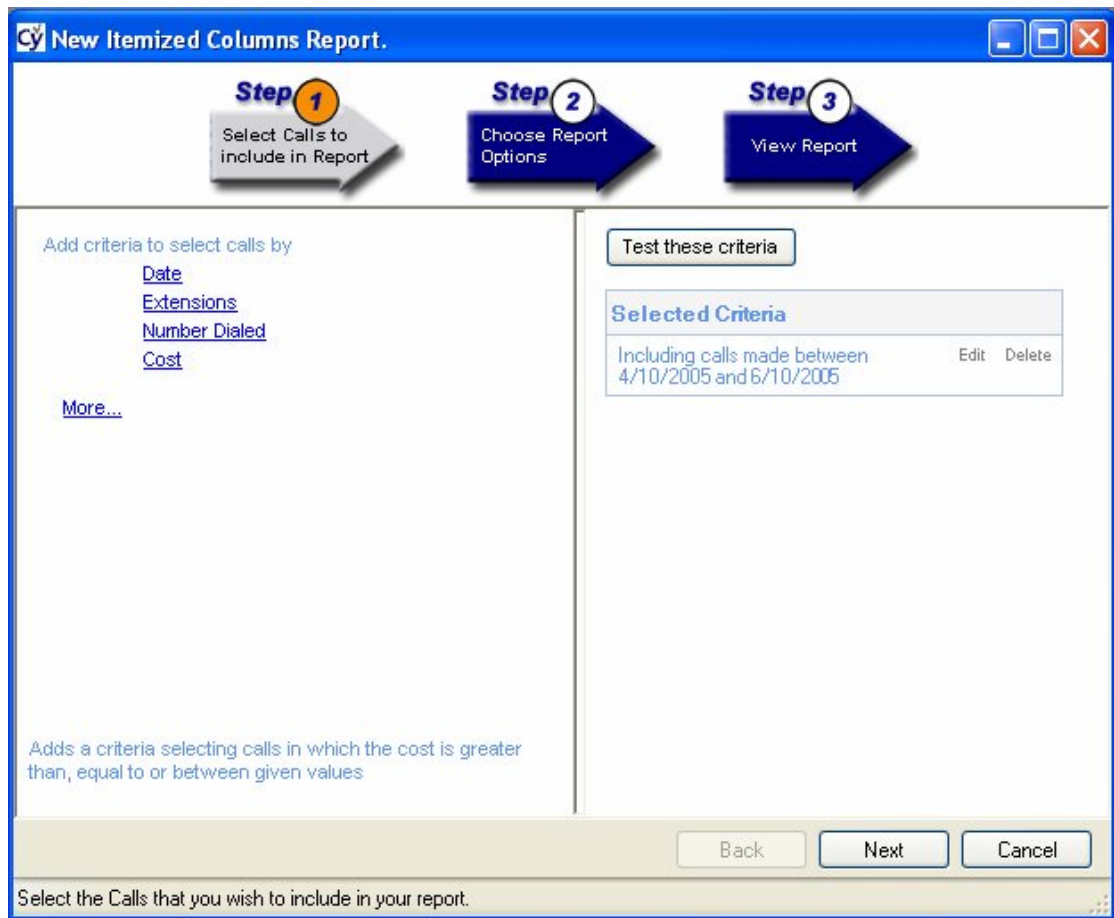 Cy New Itemized Columns Report.
Step 1
Select Calls to
include in Report
Step 2
Choose Report
Options
Step 3
View Report
Add criteria to select calls by
Date
Extensions
Number Dialed
Cost
More...
Adds a criteria selecting calls in which the cost is greater
than, equal to or between given values
Test these criteria
Selected Criteria
Including calls made between
4/10/2005 and 6/10/2005
Edit Delete
Back Next Cancel
Select the Calls that you wish to include in your report.